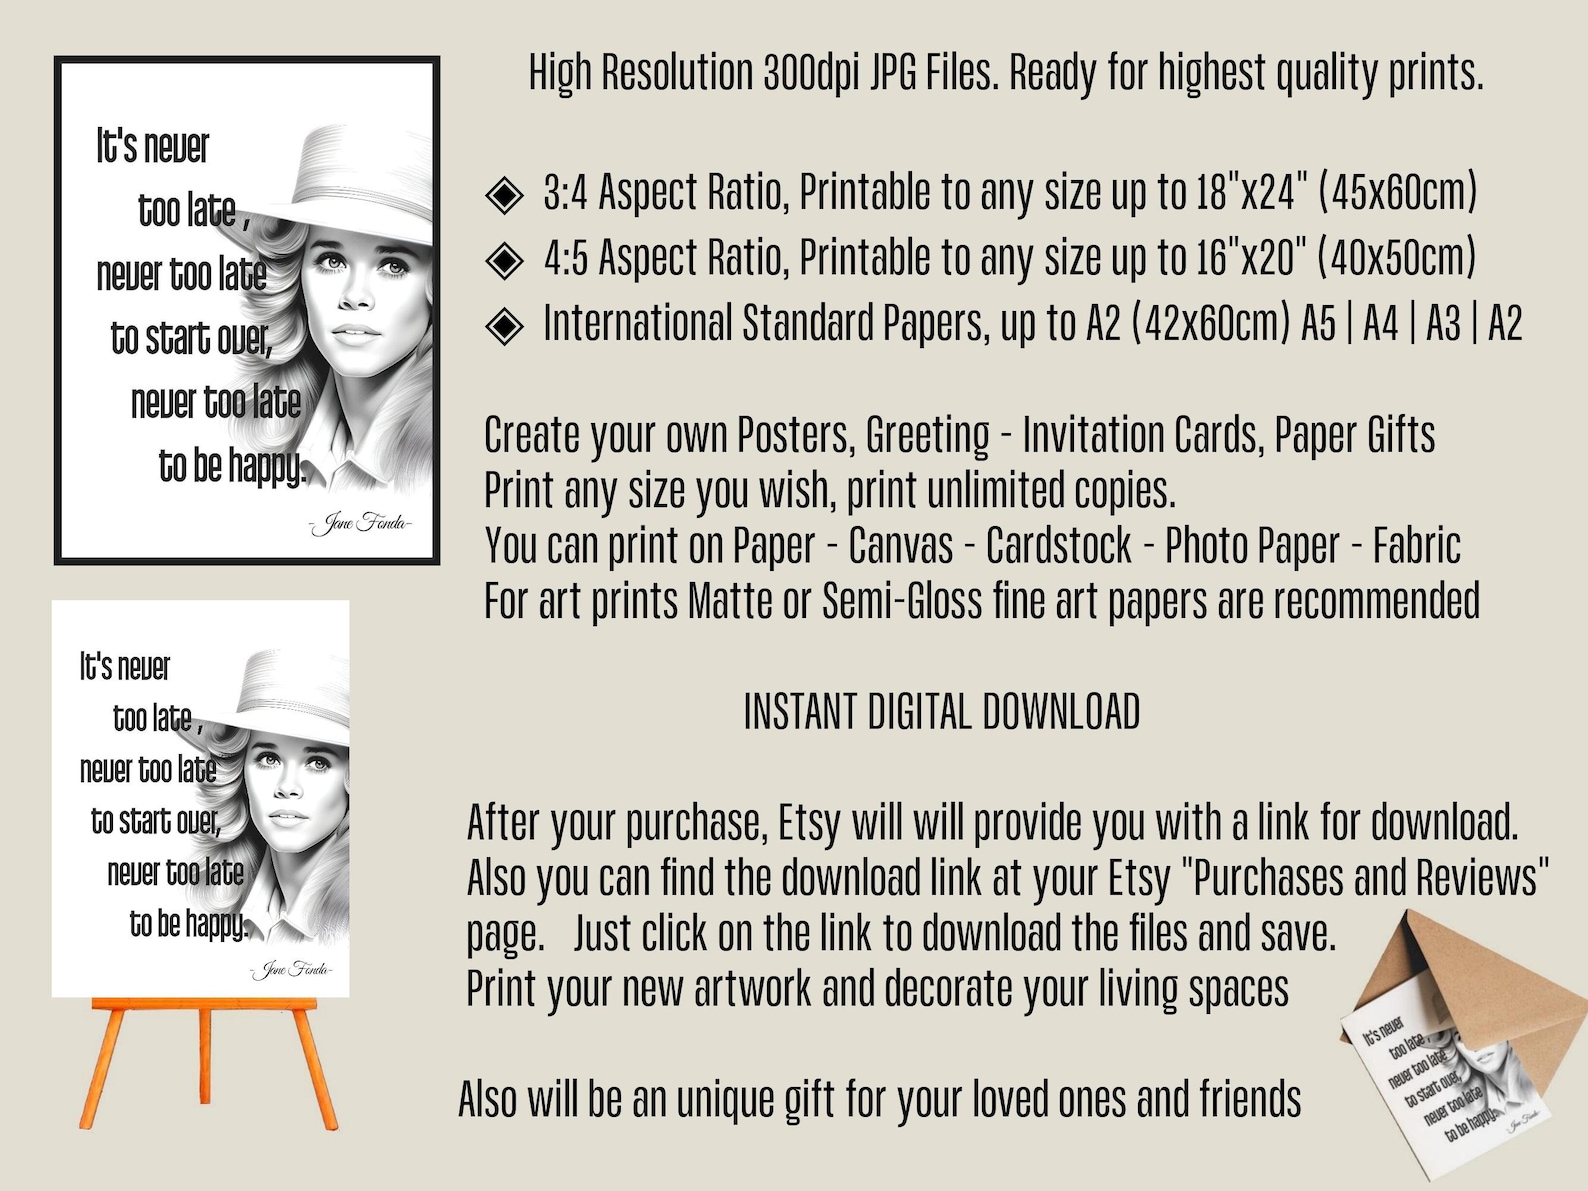 It's never
too late ,
never too late
to start over,
never too late
to be happy.
-Jane Fonda-
High Resolution 300dpi JPG Files. Ready for highest quality prints.
◈ 3:4 Aspect Ratio, Printable to any size up to 18"x24" (45x60cm)
◈ 4:5 Aspect Ratio, Printable to any size up to 16"x20" (40x50cm)
◈ International Standard Papers, up to A2 (42x60cm) A5 | A4 | A3 | A2
Create your own Posters, Greeting - Invitation Cards, Paper Gifts
Print any size you wish, print unlimited copies.
You can print on Paper - Canvas - Cardstock - Photo Paper - Fabric
For art prints Matte or Semi-Gloss fine art papers are recommended
It's never
too late ,
never too late
to start over,
never too late
to be happy.
-Jane Fonda-
INSTANT DIGITAL DOWNLOAD
After your purchase, Etsy will will provide you with a link for download.
Also you can find the download link at your Etsy "Purchases and Reviews"
page. Just click on the link to download the files and save.
Print your new artwork and decorate your living spaces
Also will be an unique gift for your loved ones and friends
It's never
too late ,
never too late
to start over,
never too late
to be happy.
-Jane Fonda-